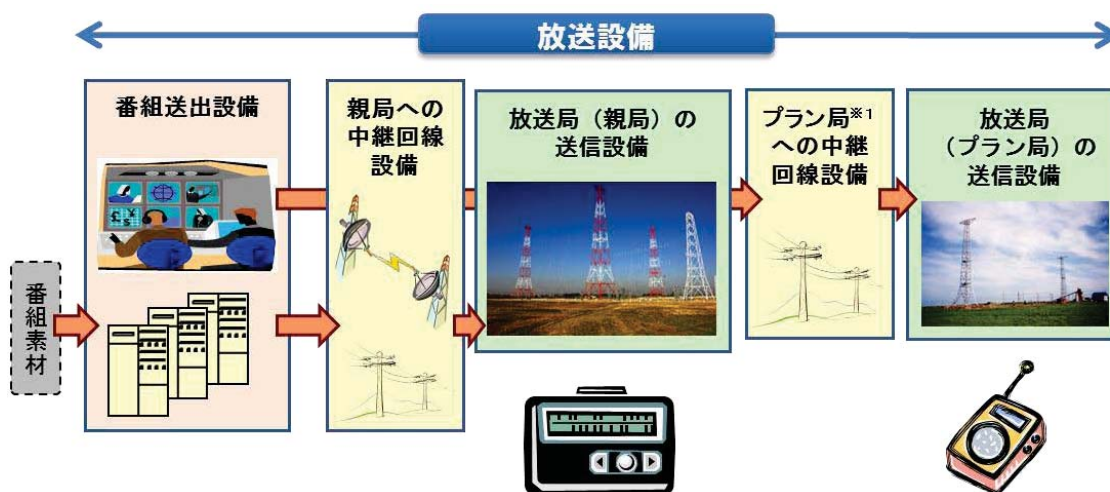 放送設備
番組送出設備
親局への
中継回線
設備
放送局（親局）の
送信設備
プラン局※1
への中継
回線設備
放送局
（プラン局）の
送信設備
番組素材